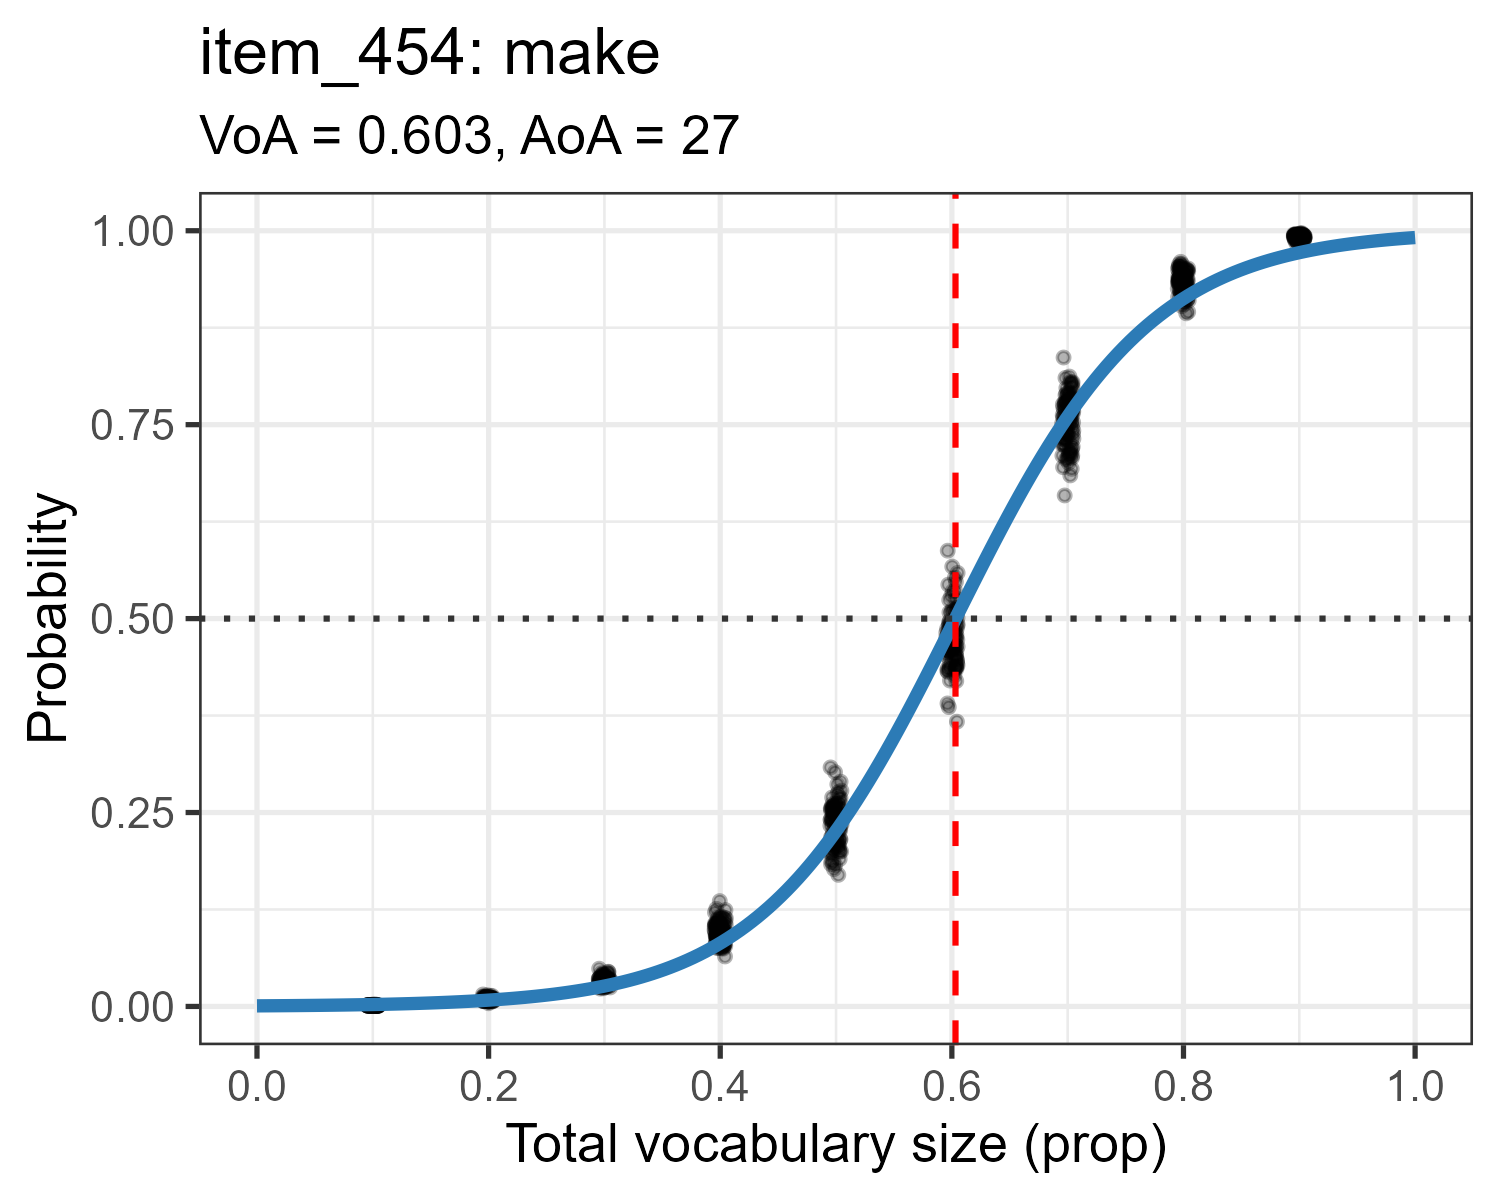 item_454: make
VoA = 0.603, AoA = 27
Probability
1.00
0.75
0.50
0.25
0.00
0.0 0.2 0.4 0.6 0.8 1.0
Total vocabulary size (prop)